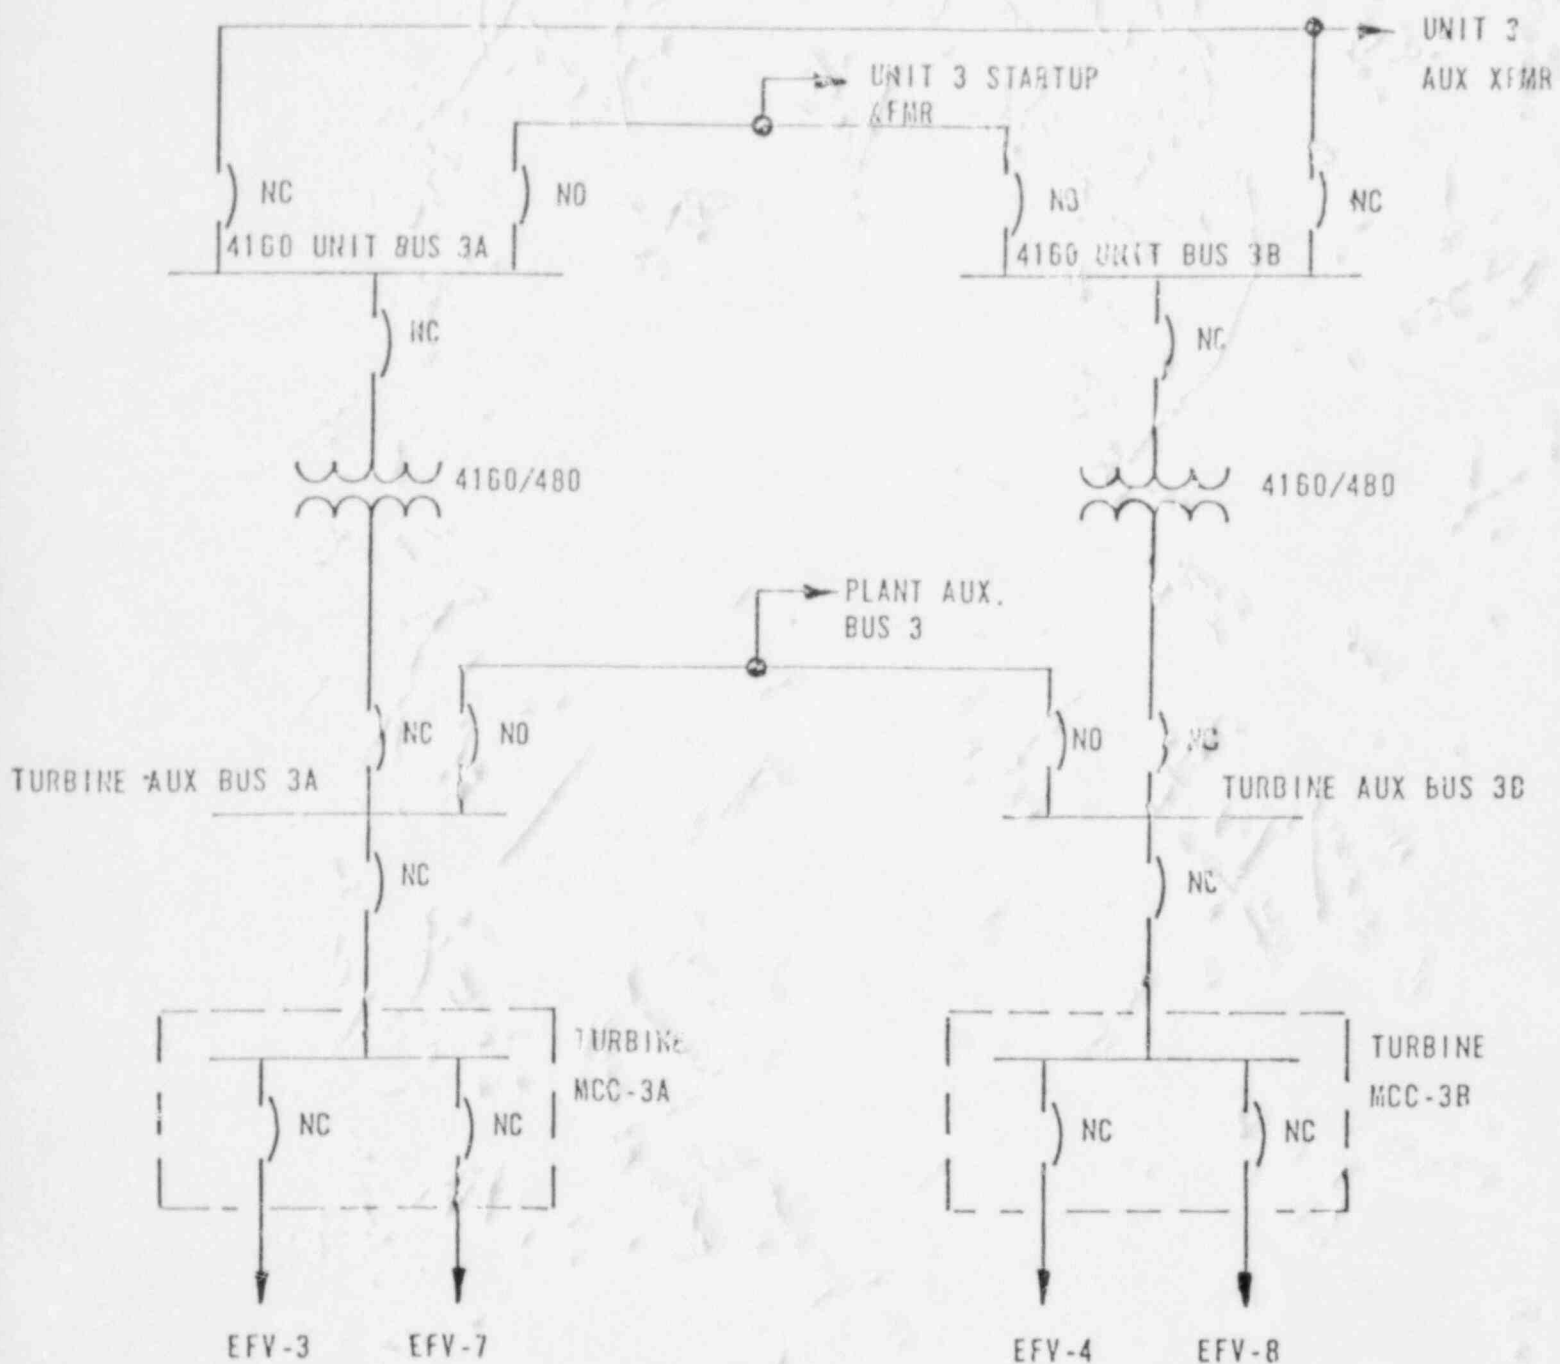 UNIT 3
AUX XFMR
UNIT 3 STARTUP
XFMR
NC
NO
NO
NC
4160 UNIT BUS 3A
4160 UNIT BUS 3B
NC
NC
4160/480
4160/480
PLANT AUX.
BUS 3
NC
NO
NO
NC
TURBINE AUX BUS 3A
TURBINE AUX BUS 3B
NC
NC
TURBINE
MCC-3A
TURBINE
MCC-3B
NC
NC
NC
NC
EFV-3
EFV-7
EFV-4
EFV-8